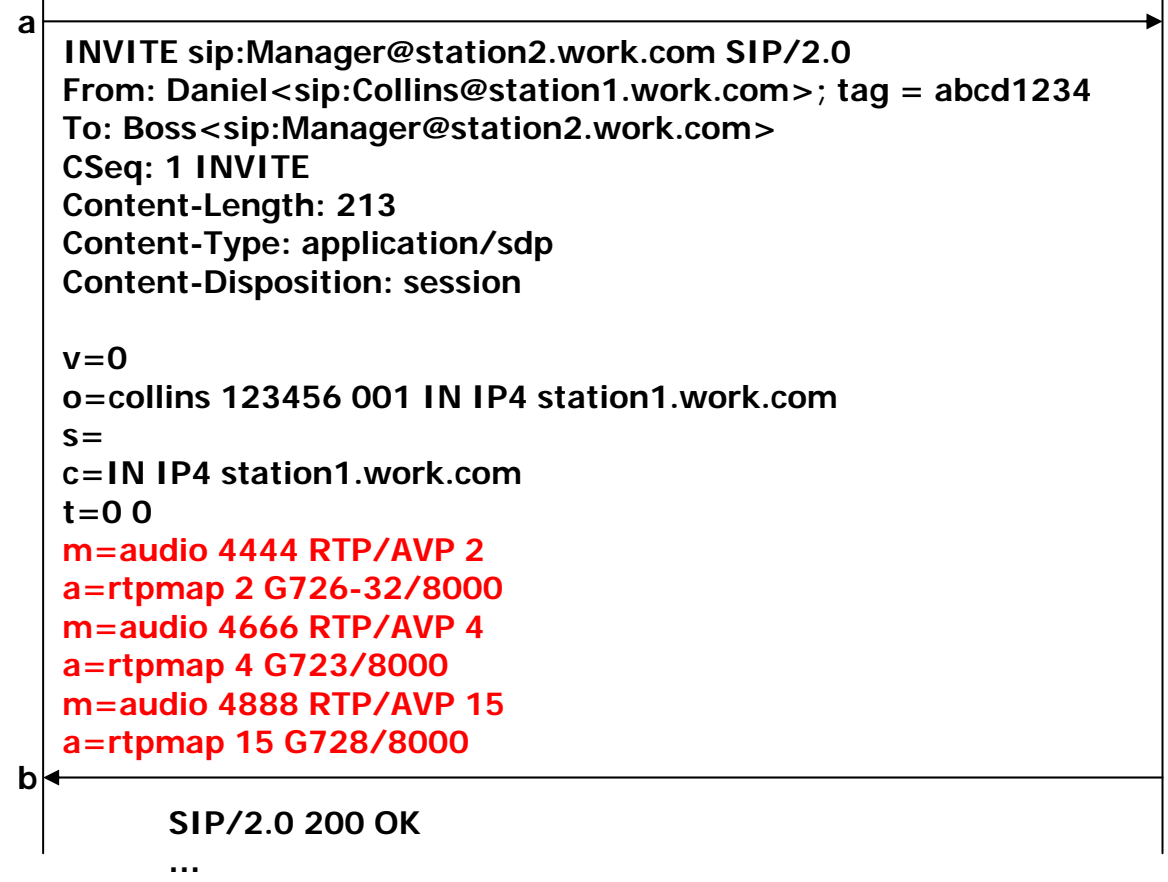 a
INVITE sip:Manager@station2.work.com SIP/2.0
From: Daniel<sip:Collins@station1.work.com>; tag = abcd1234
To: Boss<sip:Manager@station2.work.com>
CSeq: 1 INVITE
Content-Length: 213
Content-Type: application/sdp
Content-Disposition: session
v=0
o=collins 123456 001 IN IP4 station1.work.com
s=
c=IN IP4 station1.work.com
t=0 0
m=audio 4444 RTP/AVP 2
a=rtpmap 2 G726-32/8000
m=audio 4666 RTP/AVP 4
a=rtpmap 4 G723/8000
m=audio 4888 RTP/AVP 15
a=rtpmap 15 G728/8000
b
SIP/2.0 200 OK
...